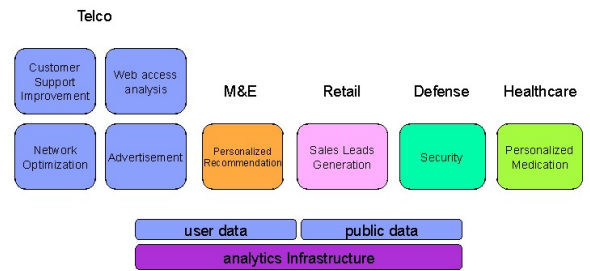 Telco
Customer
Support
Improvement
Web access
analysis
M&E
Retail
Defense
Healthcare
Network
Optimization
Advertisement
Personalized
Recommendation
Sales Leads
Generation
Security
Personalized
Medication
user data
public data
analytics Infrastructure